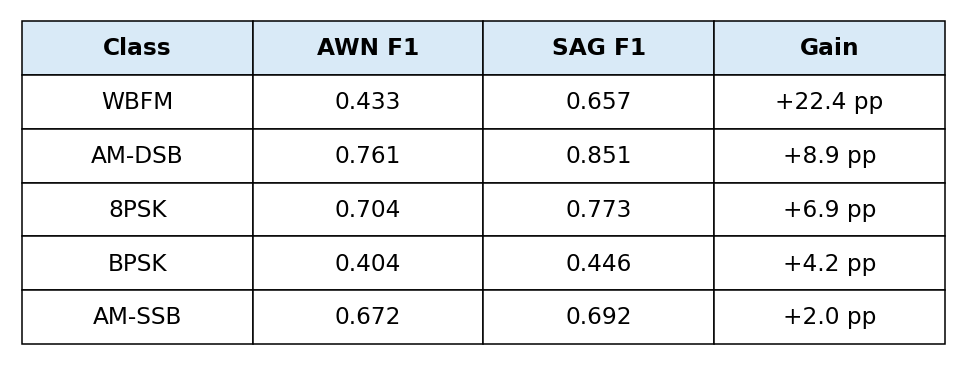 Class AWN F1 SAG F1 Gain
WBFM 0.433 0.657 +22.4 pp
AM-DSB 0.761 0.851 +8.9 pp
8PSK 0.704 0.773 +6.9 pp
BPSK 0.404 0.446 +4.2 pp
AM-SSB 0.672 0.692 +2.0 pp